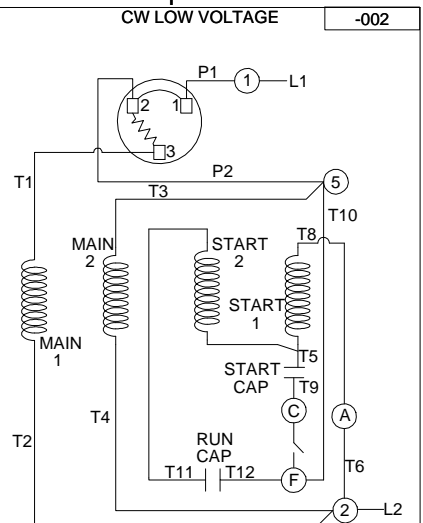 CW LOW VOLTAGE
-002
P1
1
L1
2
1
3
P2
5
T1
T3
T10
T8
MAIN
2
START
2
START
1
MAIN
1
T5
START
CAP
T9
C
A
T2
T4
RUN
CAP
T11
T12
F
T6
2
L2